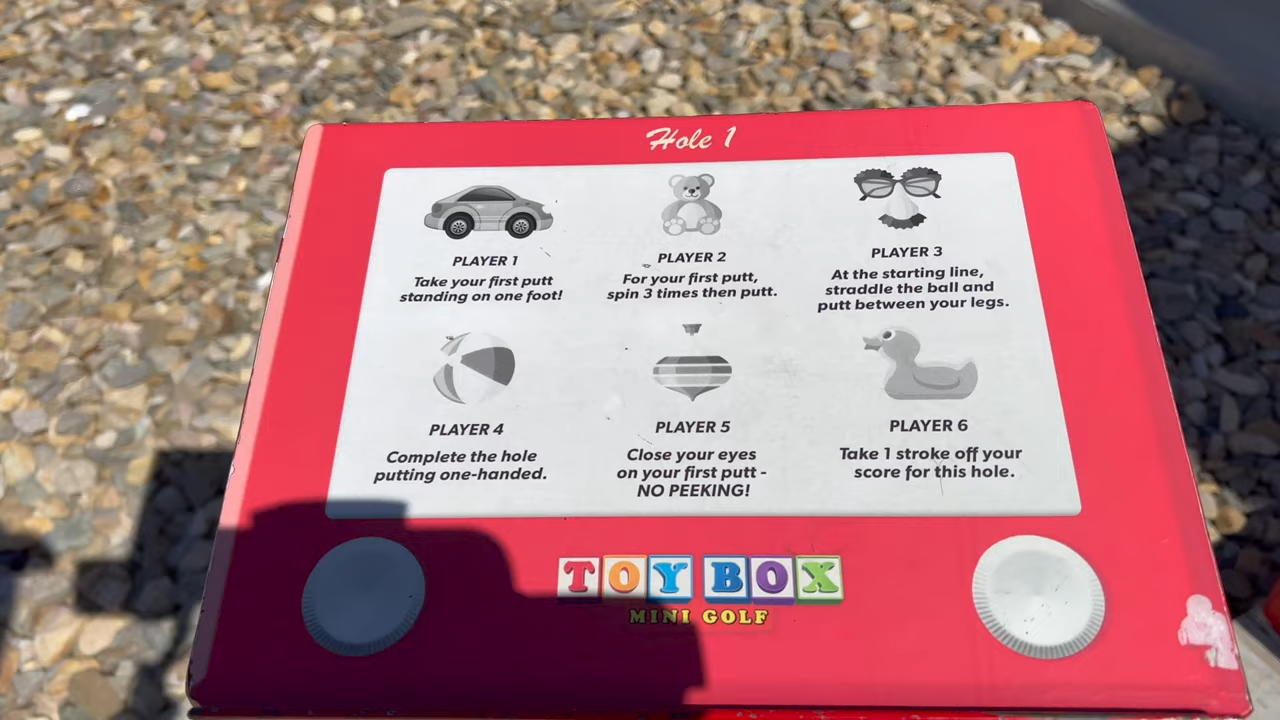 Hole 1
PLAYER 1
Take your first putt
standing on one foot!
PLAYER 2
For your first putt,
spin 3 times then putt.
PLAYER 3
At the starting line,
straddle the ball and
putt between your legs.
PLAYER 4
Complete the hole
putting one-handed.
PLAYER 5
Close your eyes
on your first putt -
NO PEEKING!
PLAYER 6
Take 1 stroke off your
score for this hole.
TOY BOX
MINI GOLF